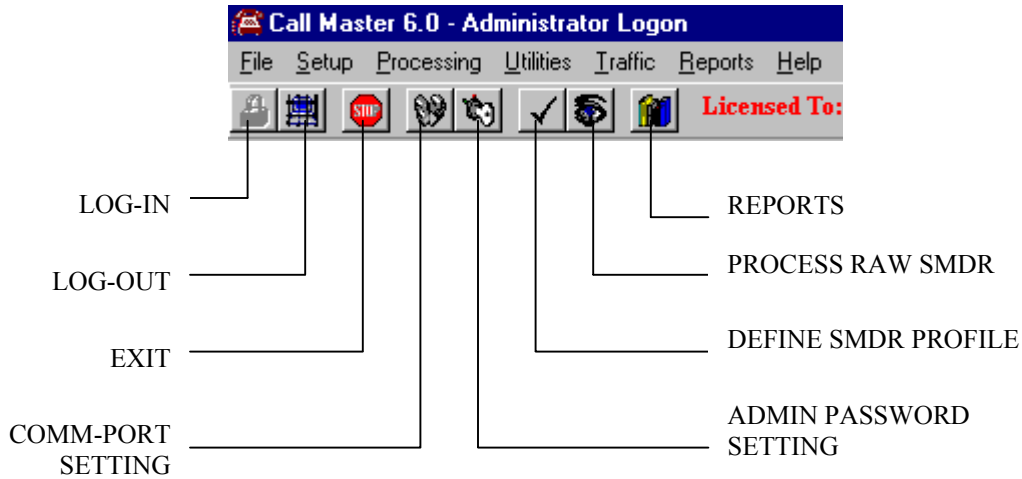 Call Master 6.0 - Administrator Logon
File Setup Processing Utilities Traffic Reports Help
STOP
Licensed To:
LOG-IN
REPORTS
LOG-OUT
PROCESS RAW SMDR
EXIT
DEFINE SMDR PROFILE
COMM-PORT
SETTING
ADMIN PASSWORD
SETTING